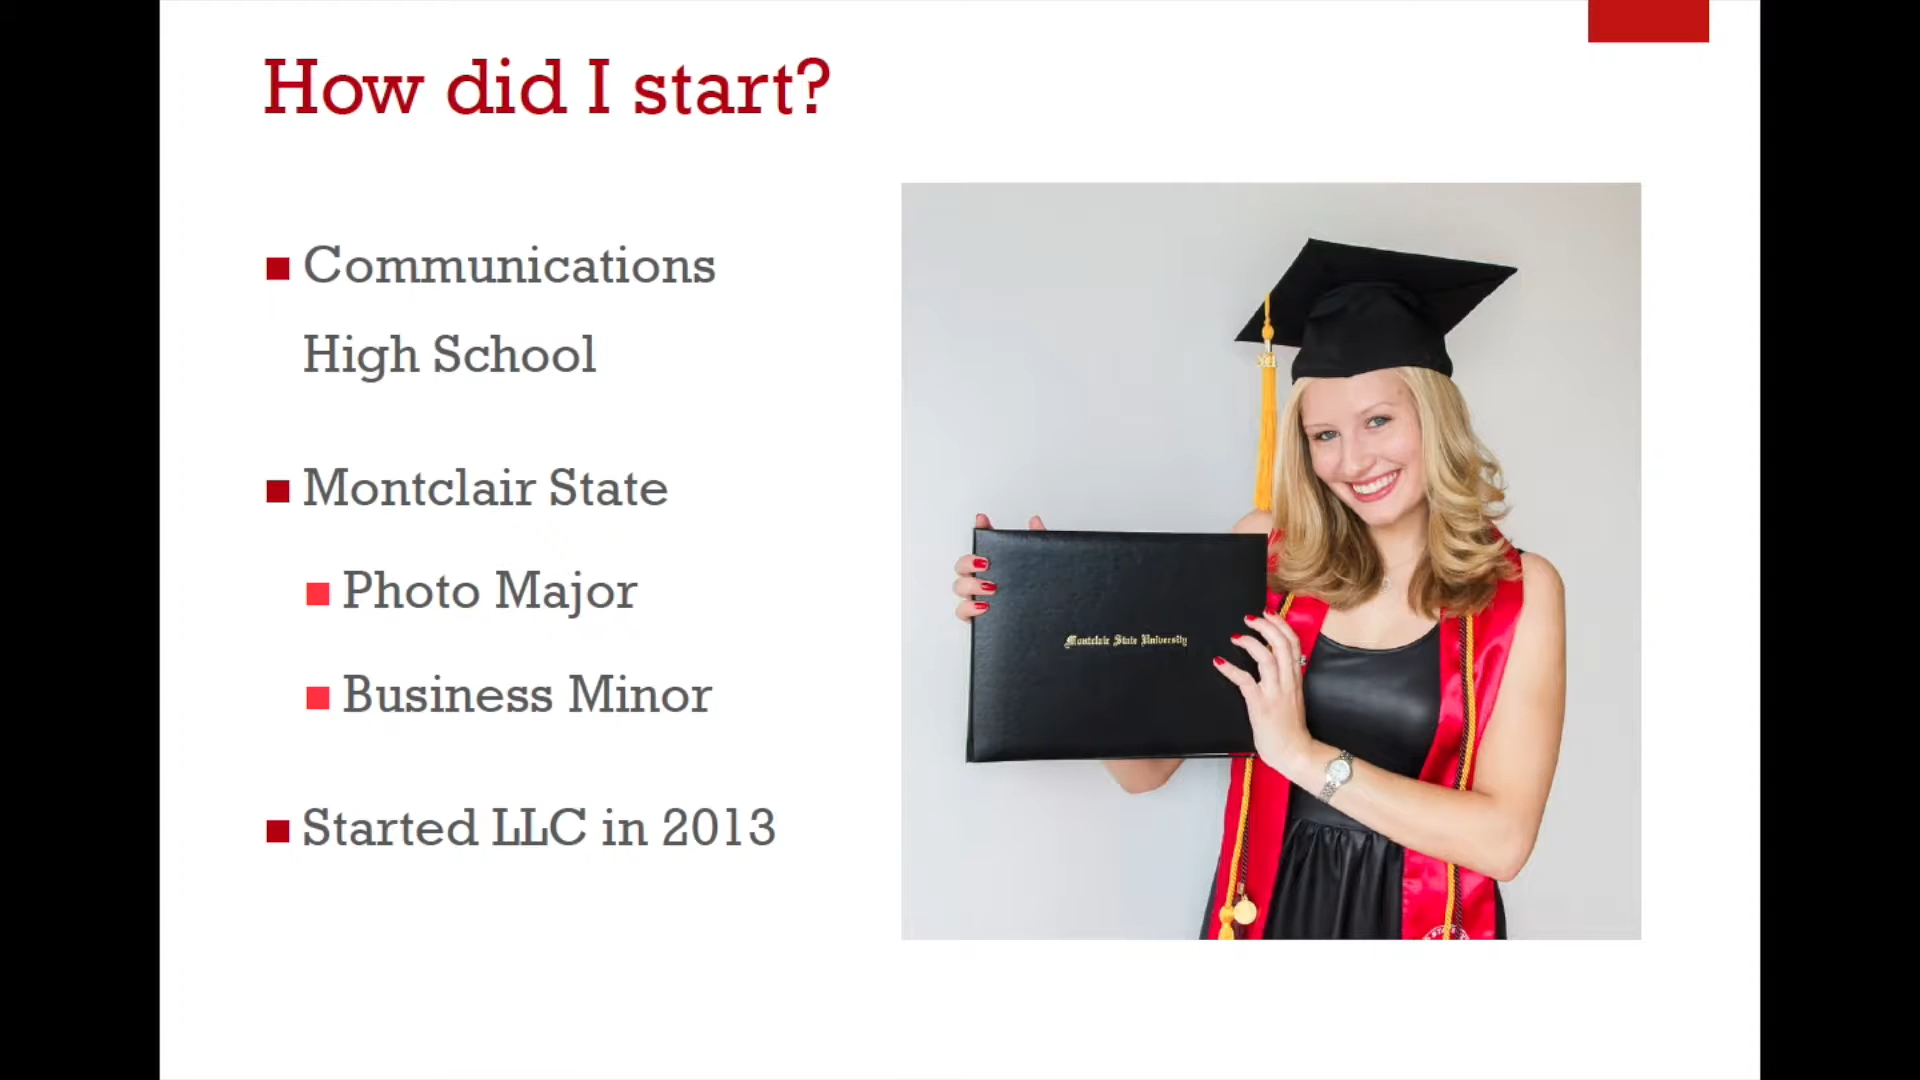 How did I start?
Communications
High School
Montclair State
Photo Major
Business Minor
Started LLC in 2013
Montclair State University